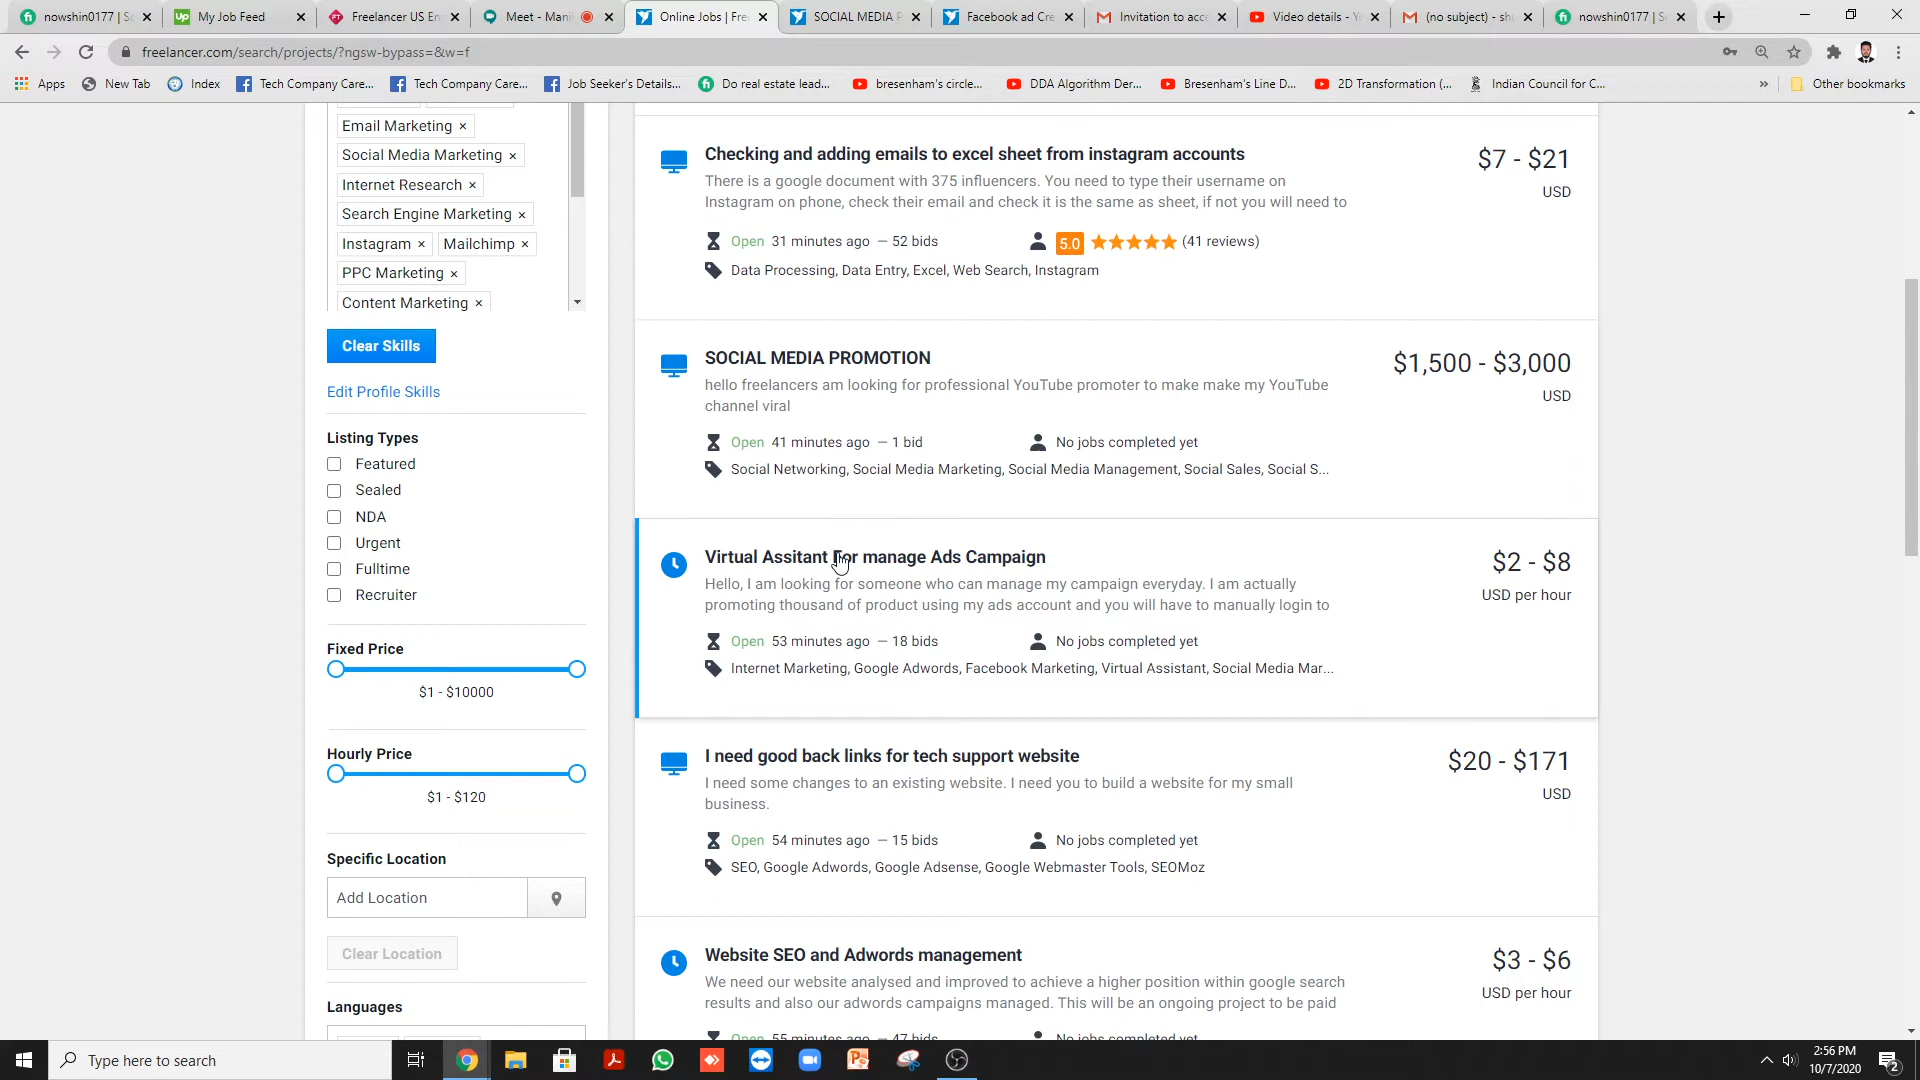 nowshin0177 | S
My Job Feed
Freelancer US En
Meet - Mani
Online Jobs | Fre
SOCIAL MEDIA P
Facebook ad Cre
Invitation to acce
Video details - Yo
(no subject) - sh
nowshin0177 | S
freelancer.com/search/projects/?ngsw-bypass=&w=f
Apps
New Tab
Index
Tech Company Care...
Tech Company Care...
Job Seeker's Details...
Do real estate lead...
bresenham's circle...
DDA Algorithm Der...
Bresenham's Line D...
2D Transformation (...
Indian Council for C...
»
Other bookmarks
Email Marketing ×
Social Media Marketing ×
Internet Research ×
Search Engine Marketing ×
Instagram × Mailchimp ×
PPC Marketing ×
Content Marketing ×
Clear Skills
Edit Profile Skills
Listing Types
Featured
Sealed
NDA
Urgent
Fulltime
Recruiter
Fixed Price
$1 - $10000
Hourly Price
$1 - $120
Specific Location
Add Location
Clear Location
Languages
Checking and adding emails to excel sheet from instagram accounts
$7 - $21
USD
There is a google document with 375 influencers. You need to type their username on
Instagram on phone, check their email and check it is the same as sheet, if not you will need to
Open 31 minutes ago — 52 bids
5.0 (41 reviews)
Data Processing, Data Entry, Excel, Web Search, Instagram
SOCIAL MEDIA PROMOTION
$1,500 - $3,000
USD
hello freelancers am looking for professional YouTube promoter to make make my YouTube
channel viral
Open 41 minutes ago — 1 bid
No jobs completed yet
Social Networking, Social Media Marketing, Social Media Management, Social Sales, Social S...
Virtual Assitant For manage Ads Campaign
$2 - $8
USD per hour
Hello, I am looking for someone who can manage my campaign everyday. I am actually
promoting thousand of product using my ads account and you will have to manually login to
Open 53 minutes ago — 18 bids
No jobs completed yet
Internet Marketing, Google Adwords, Facebook Marketing, Virtual Assistant, Social Media Mar...
I need good back links for tech support website
$20 - $171
USD
I need some changes to an existing website. I need you to build a website for my small
business.
Open 54 minutes ago — 15 bids
No jobs completed yet
SEO, Google Adwords, Google Adsense, Google Webmaster Tools, SEOMoz
Website SEO and Adwords management
$3 - $6
USD per hour
We need our website analysed and improved to achieve a higher position within google search
results and also our adwords campaigns managed. This will be an ongoing project to be paid
Open 55 minutes ago — 47 bids
No jobs completed yet
Type here to search
2:56 PM
10/7/2020
2